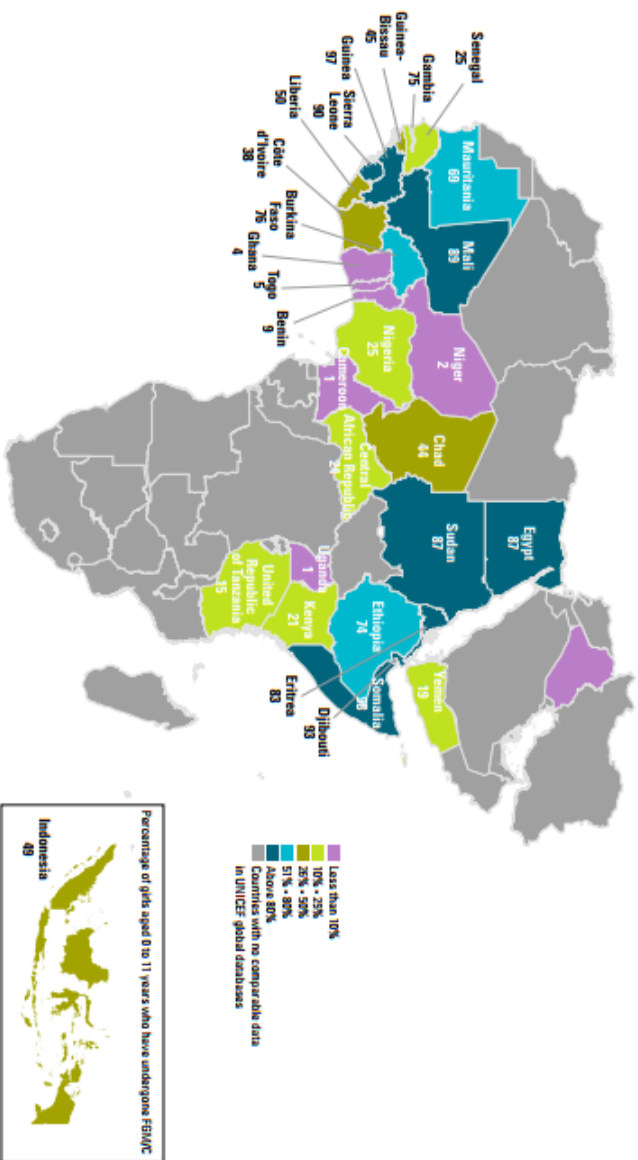 Senegal
25
Gambia
75
Guinea-
Bissau
45
Guinea
97
Sierra
Leone
90
Liberia
50
Côte
d'Ivoire
38
Burkina
Faso
76
Ghana
4
Togo
5
Benin
9
Mauritania
69
Mali
89
Niger
2
Nigeria
25
Cameroon
1
Chad
44
Central
African Republic
24
Sudan
87
Egypt
87
Uganda
1
United
Republic
of Tanzania
15
Kenya
21
Ethiopia
74
Somalia
Eritrea
83
Djibouti
93
Yemen
19
Less than 10%
10% - 25%
26% - 50%
51% - 80%
Above 80%
Countries with no comparable data
in UNICEF global databases
Percentage of girls aged 0 to 11 years who have undergone FGM/C
Indonesia
49